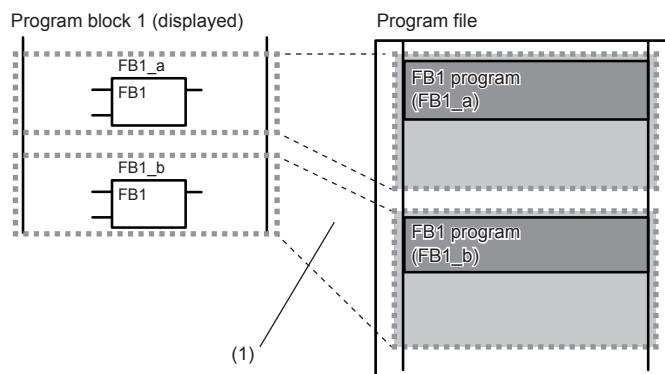 Program block 1 (displayed)
Program file
FB1_a
FB1
FB1_b
FB1
(1)
FB1 program
(FB1_a)
FB1 program
(FB1_b)